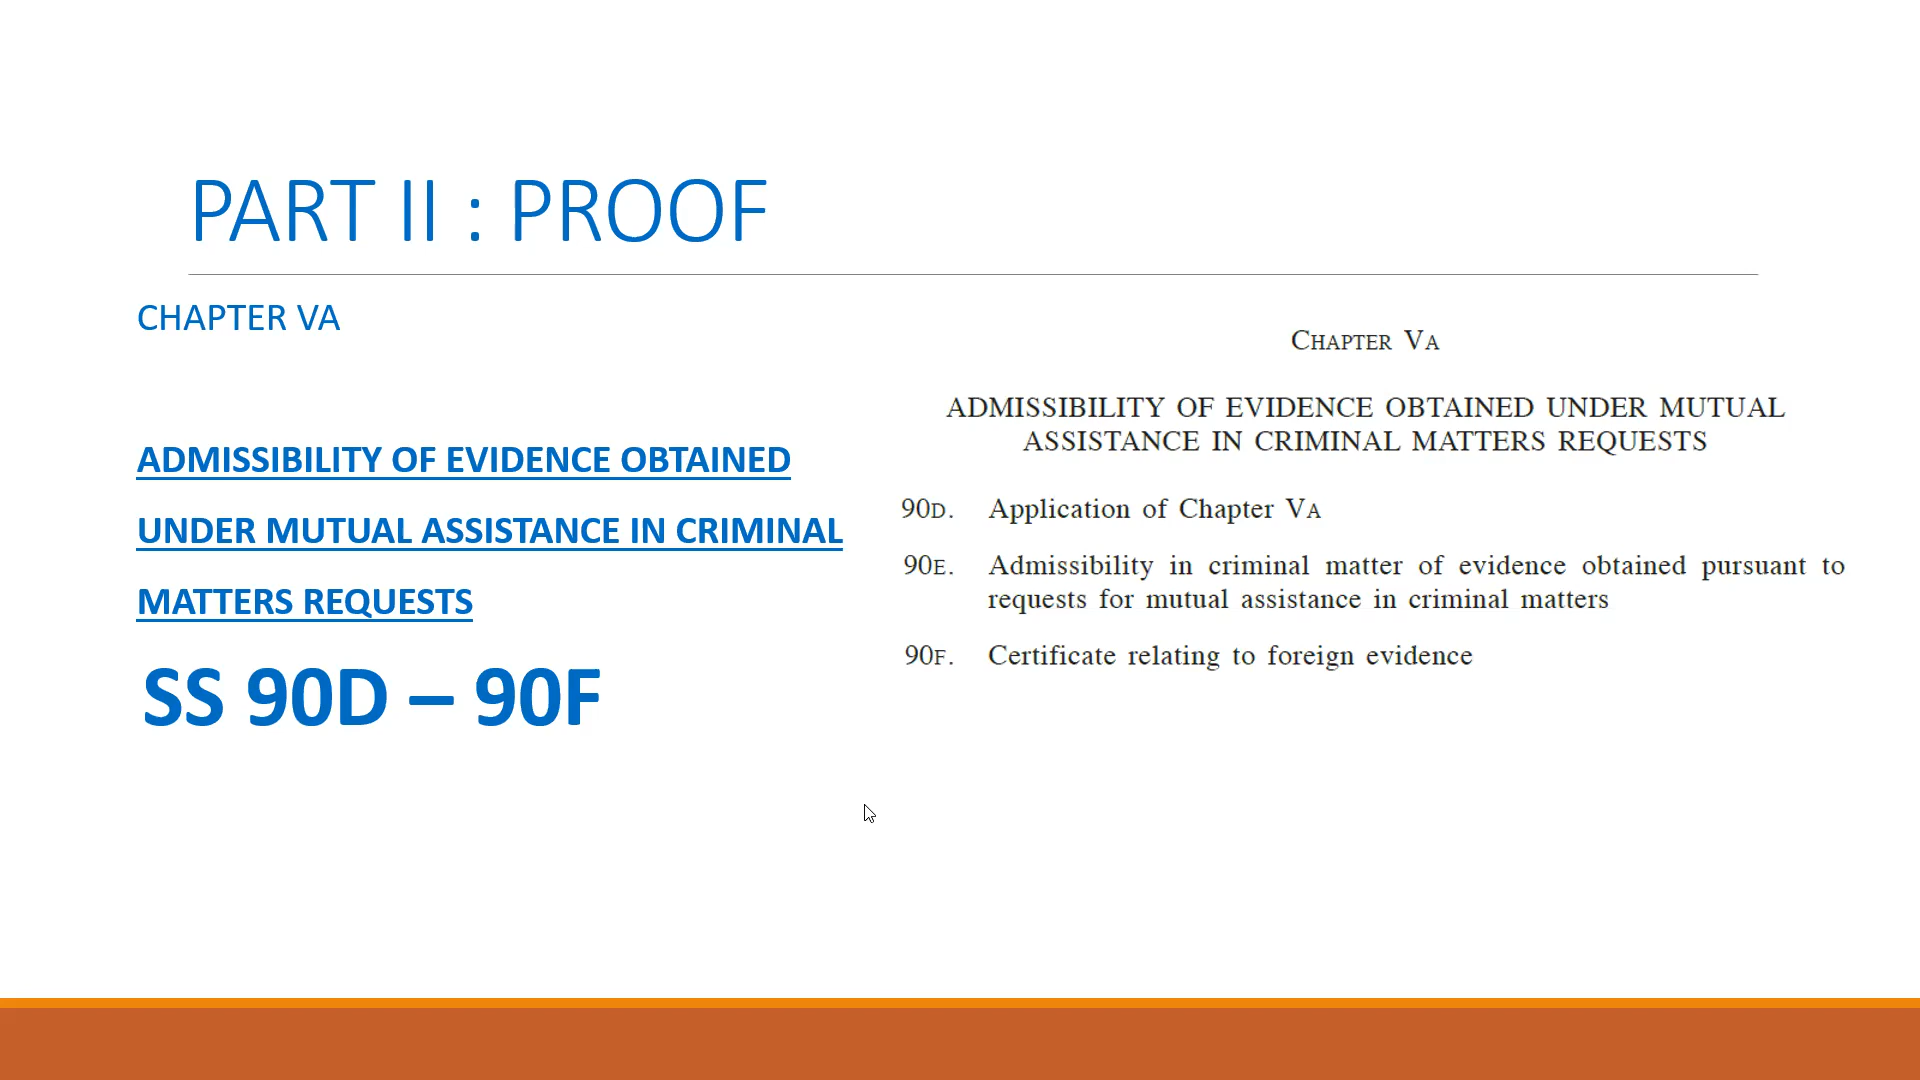 PART II : PROOF
CHAPTER VA
ADMISSIBILITY OF EVIDENCE OBTAINED
UNDER MUTUAL ASSISTANCE IN CRIMINAL
MATTERS REQUESTS
SS 90D – 90F
CHAPTER VA
ADMISSIBILITY OF EVIDENCE OBTAINED UNDER MUTUAL
ASSISTANCE IN CRIMINAL MATTERS REQUESTS
90D. Application of Chapter VA
90E. Admissibility in criminal matter of evidence obtained pursuant to
requests for mutual assistance in criminal matters
90F. Certificate relating to foreign evidence